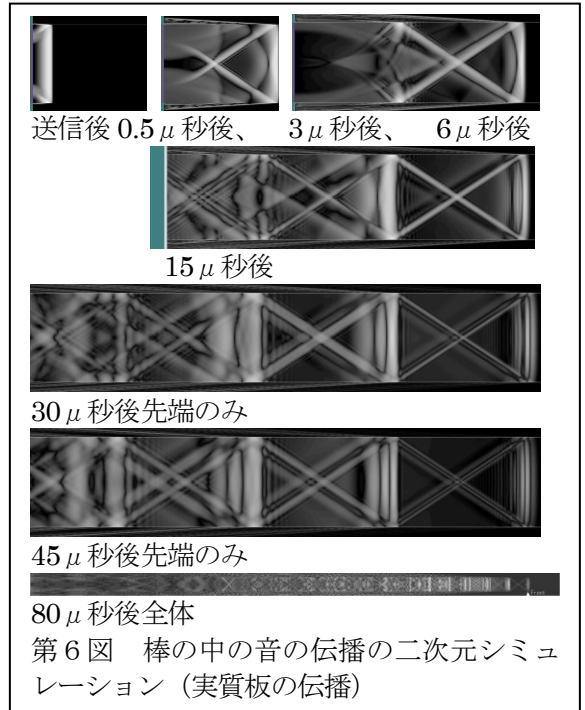 送信後 0.5μ秒後、 3μ秒後、 6μ秒後
15μ秒後
30μ秒後先端のみ
45μ秒後先端のみ
80μ秒後全体
第6図 棒の中の音の伝播の二次元シミュ
レーション（実質板の伝播）